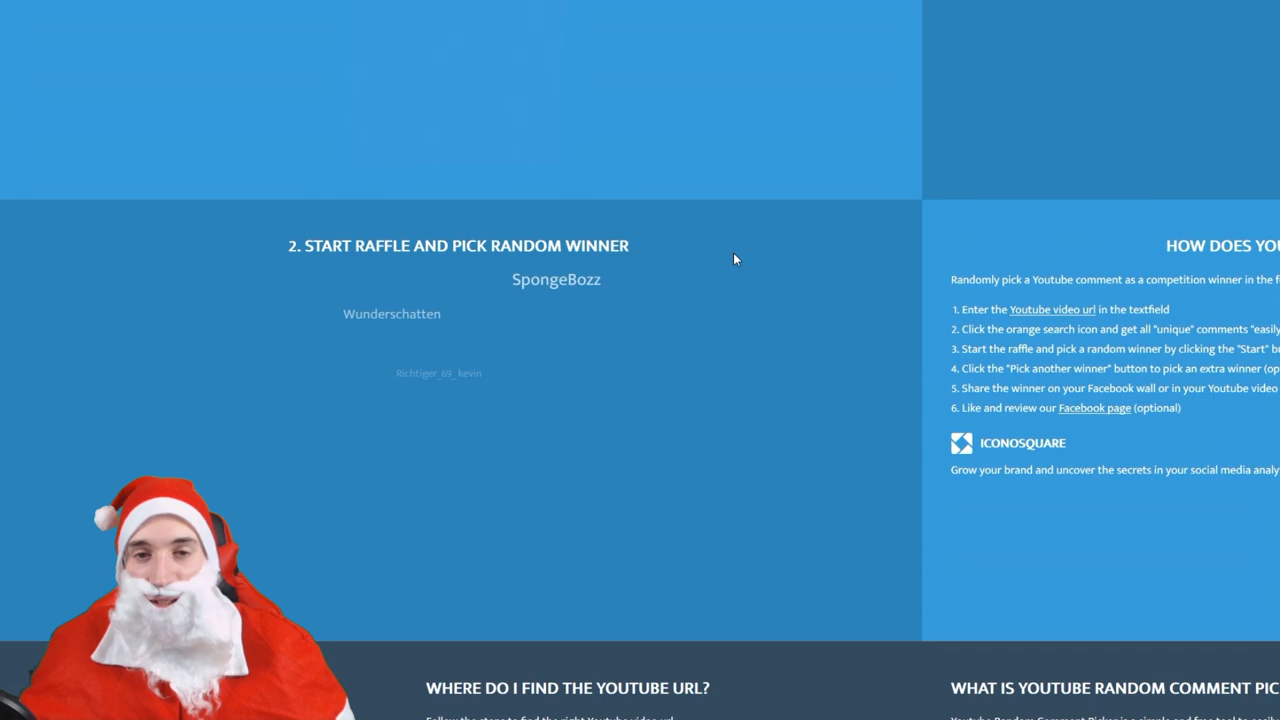 2. START RAFFLE AND PICK RANDOM WINNER
SpongeBozz
Wunderschatten
Richtiger_69_kevin
HOW DOES
Randomly pick a Youtube comment as a competition winner in the
1. Enter the Youtube video url in the textfield
2. Click the orange search icon and get all "unique" comments "easily
3. Start the raffle and pick a random winner by clicking the "Start"
4. Click the "Pick another winner" button to pick an extra winner
5. Share the winner on your Facebook wall or in your Youtube video
6. Like and review our Facebook page (optional)
ICONOSQUARE
Grow your brand and uncover the secrets in your social media
WHERE DO I FIND THE YOUTUBE URL?
WHAT IS YOUTUBE RANDOM COMMENT